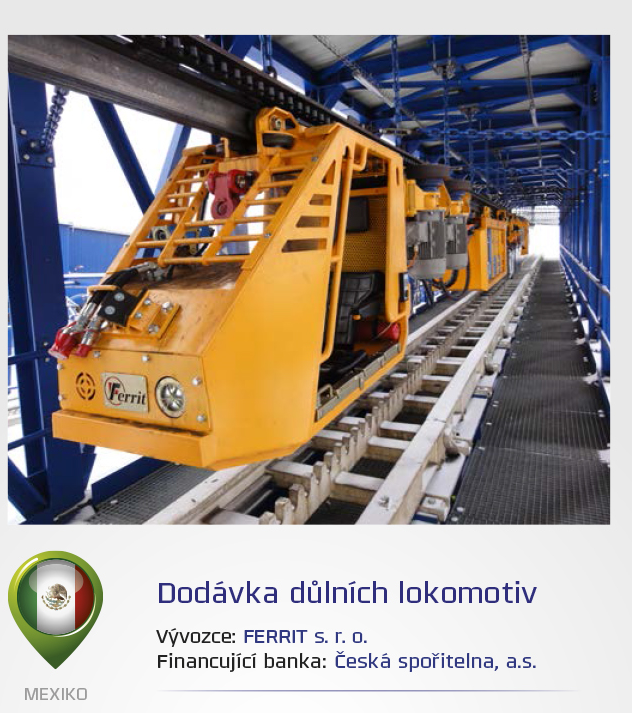 Ferrit
Dodávka důlních lokomotiv
Vývozce: FERRIT s. r. o.
Financující banka: Česká spořitelna, a.s.
MEXIKO